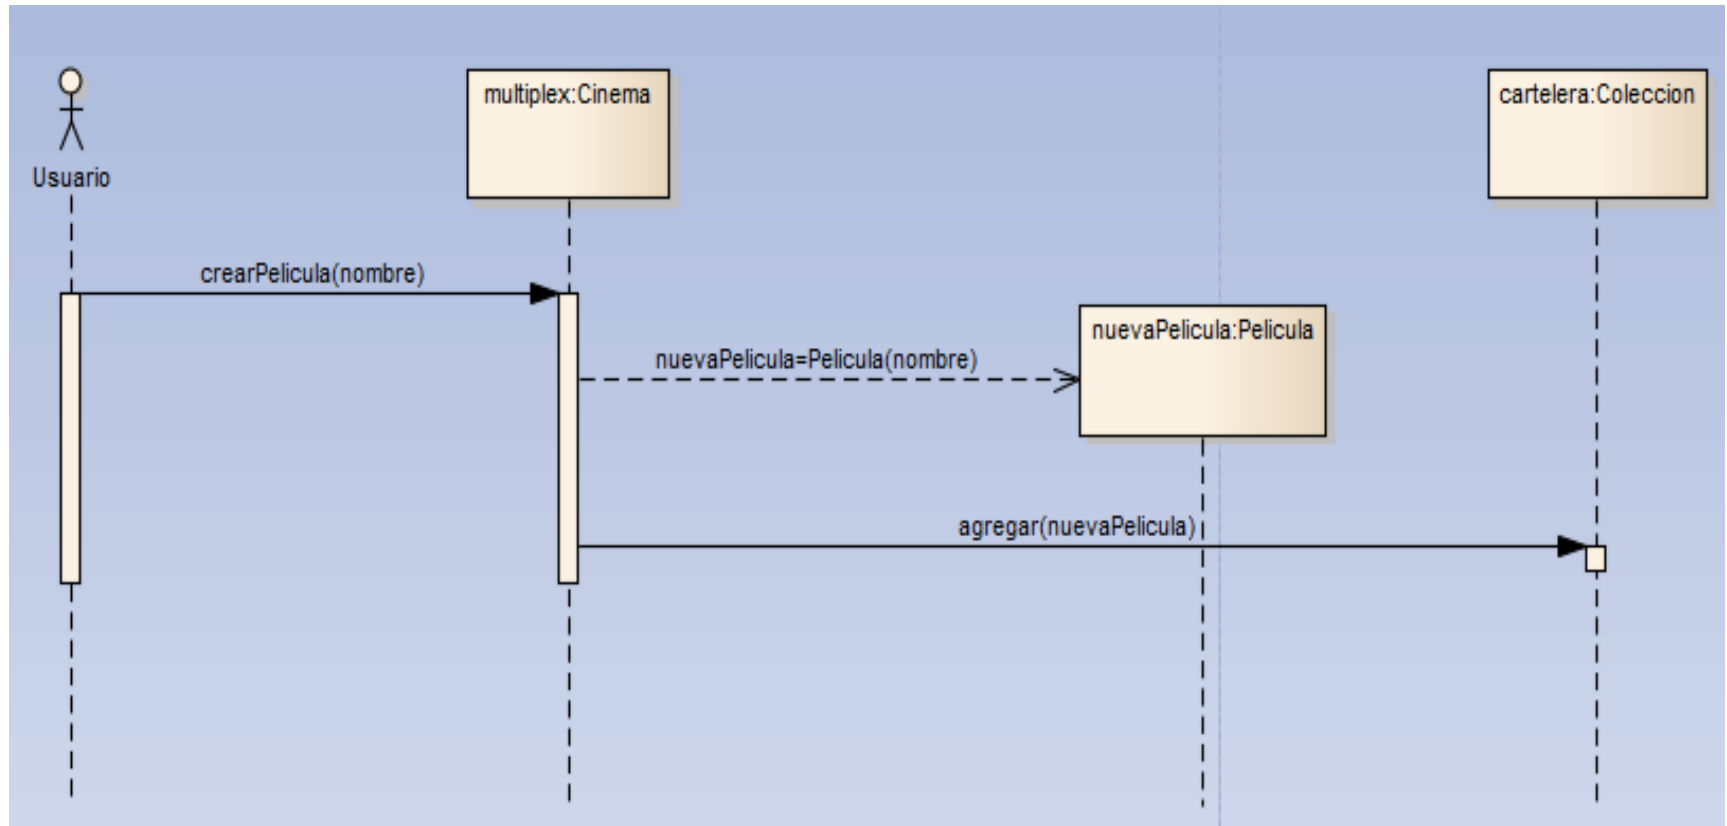 Usuario
multiplex:Cinema
cartelera:Coleccion
crearPelicula(nombre)
nuevaPelicula:Pelicula
nuevaPelicula=Pelicula(nombre)
agregar(nuevaPelicula)